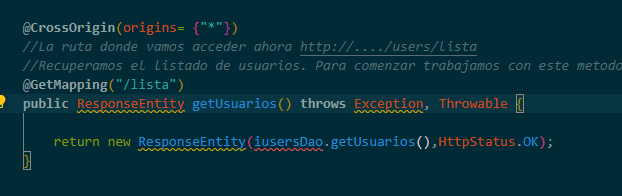 @CrossOrigin(origins= {"*"})
//La ruta donde vamos acceder ahora http://..../users/lista
//Recuperamos el listado de usuarios. Para comenzar trabajamos con este metodo
@GetMapping("/lista")
public ResponseEntity getUsuarios() throws Exception, Throwable {
return new ResponseEntity(iusersDao.getUsuarios(),HttpStatus.OK);
}